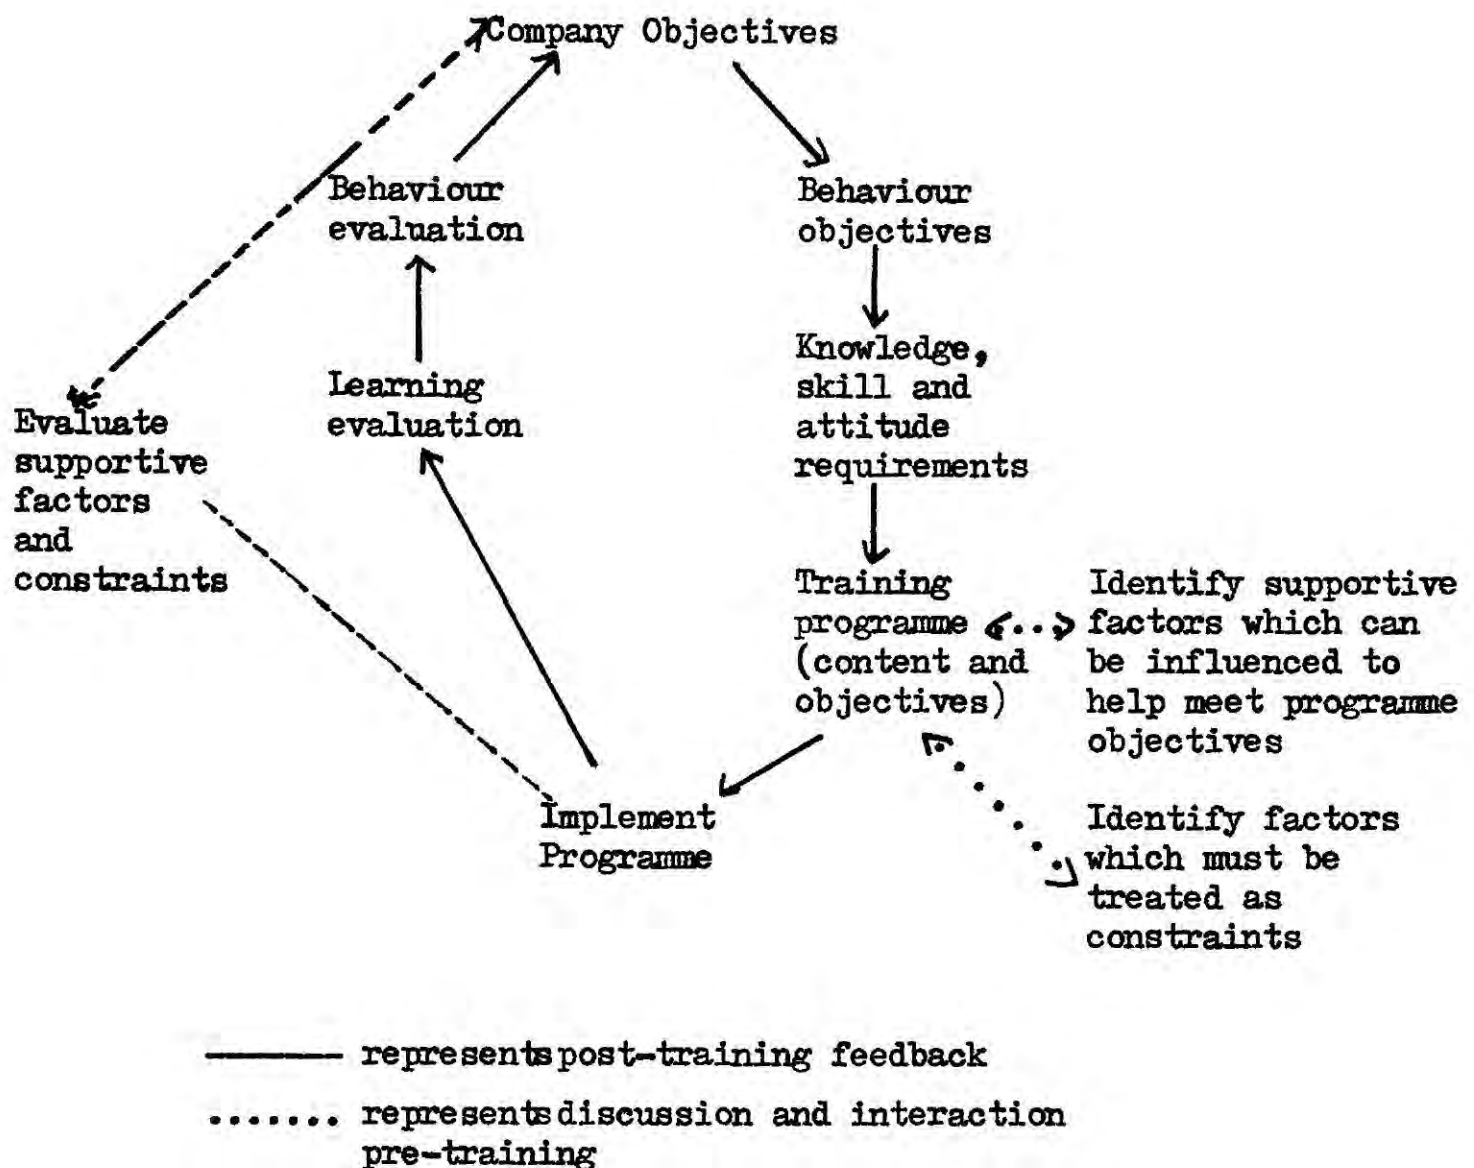 Company Objectives
Behaviour
evaluation
Behaviour
objectives
Learning
evaluation
Knowledge,
skill and
attitude
requirements
Evaluate
supportive
factors
and
constraints
Training
programme
(content and
objectives)
Identify supportive
factors which can
be influenced to
help meet programme
objectives
Implement
Programme
Identify factors
which must be
treated as
constraints
represents post-training feedback
represents discussion and interaction
pre-training